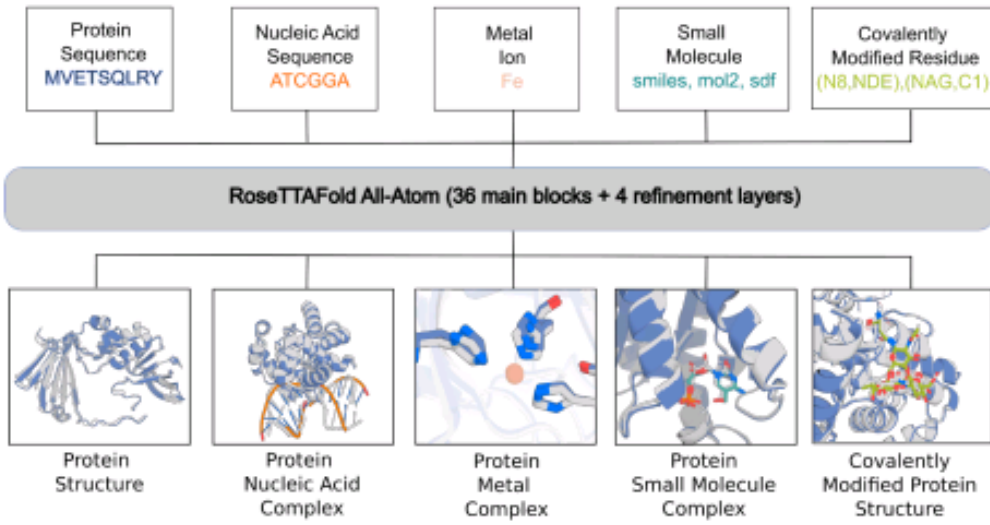 Protein
Sequence
MVETSQLRY
Nucleic Acid
Sequence
ATCGGA
Metal
Ion
Fe
Small
Molecule
smiles, mol2, sdf
Covalently
Modified Residue
(N8,NDE),(NAG,C1)
RoseTTAFold All-Atom (36 main blocks + 4 refinement layers)
Protein
Structure
Protein
Nucleic Acid
Complex
Protein
Metal
Complex
Protein
Small Molecule
Complex
Covalently
Modified Protein
Structure